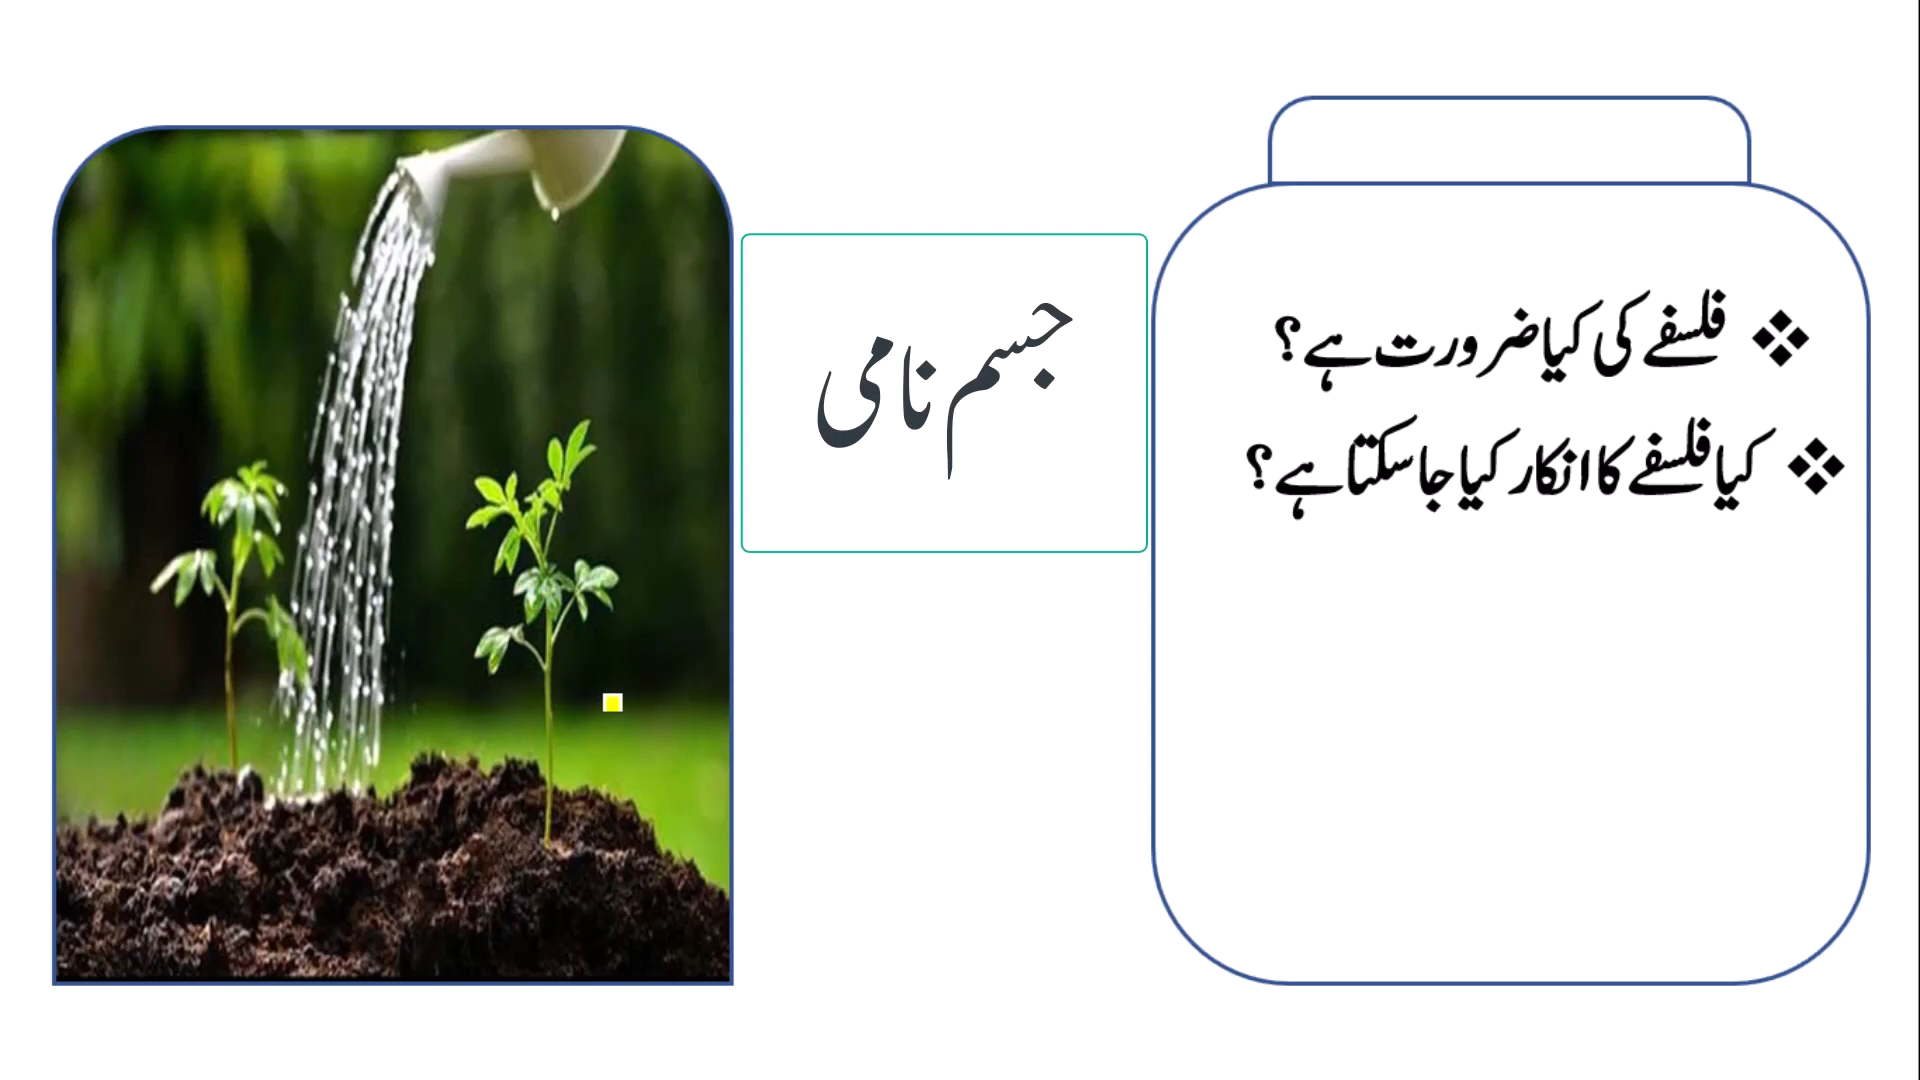 فلسفے کی کیا ضرورت ہے؟
کیا فلسفے کا انکار کیا جا سکتا ہے؟
جسم نامی